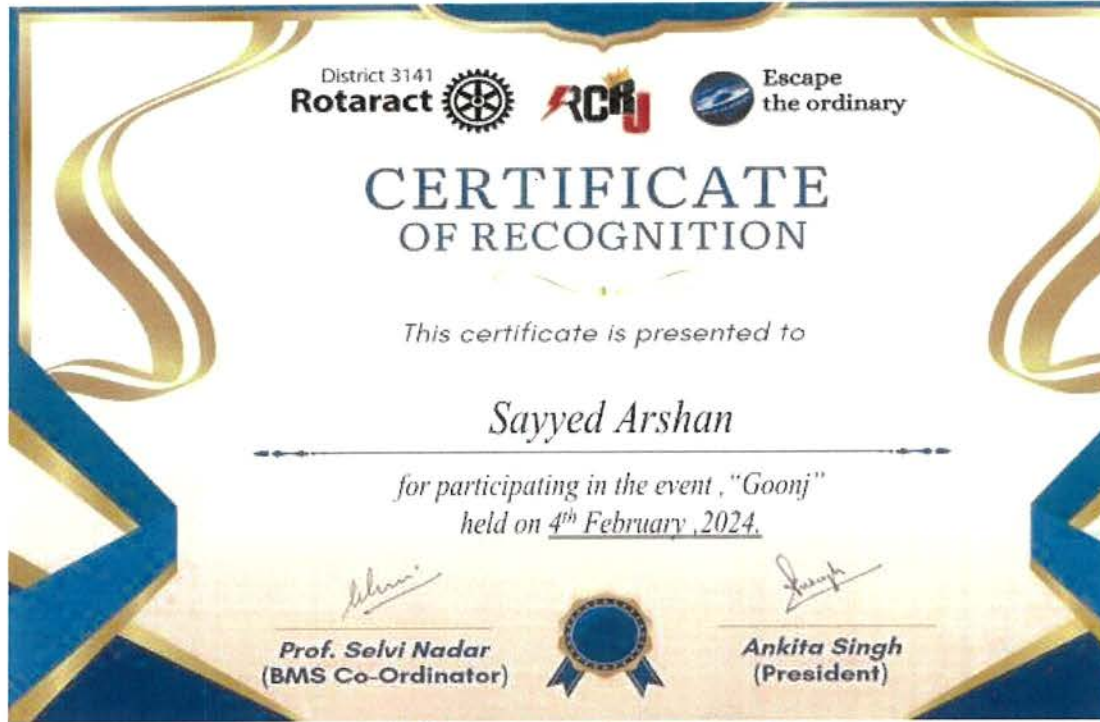 District 3141
Rotaract
RCRJ
Escape
the ordinary
CERTIFICATE
OF RECOGNITION
This certificate is presented to
Sayyed Arshan
for participating in the event , “Goonj”
held on 4th February ,2024.
Prof. Selvi Nadar
(BMS Co-Ordinator)
Ankita Singh
(President)